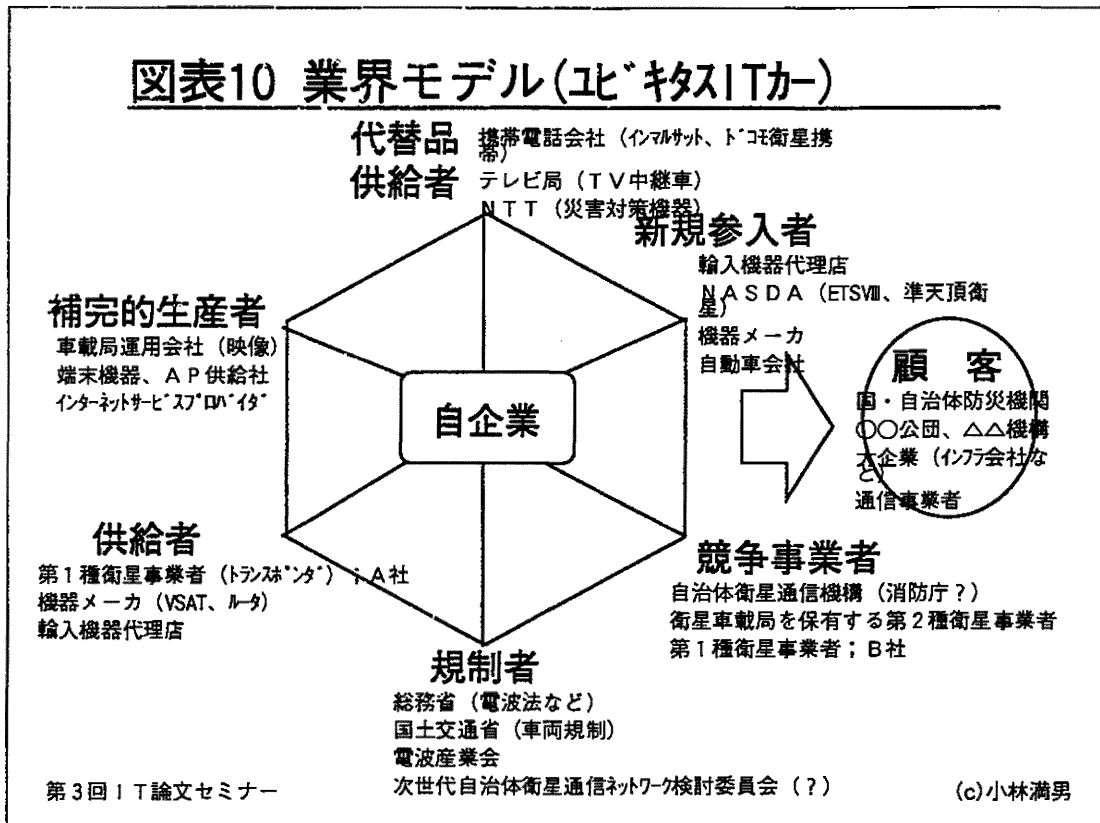 図表10 業界モデル(ユビキタスITカー)
代替品
供給者
携帯電話会社（インマルサット、ドコモ衛星携
帯）
テレビ局（TV中継車）
NTT（災害対策機器）
新規参入者
輸入機器代理店
NASDA（ETSⅧ、準天頂衛
星）
機器メーカ
自動車会社
補完的生産者
車載局運用会社（映像）
端末機器、AP供給社
インターネットサービスプロバイダ
自企業
顧 客
国・自治体防災機関
○○公団、△△機構
大企業（インフラ会社な
ど）
通信事業者
供給者
第1種衛星事業者（トランスポンダ）；A社
機器メーカ（VSAT、ルータ）
輸入機器代理店
競争事業者
自治体衛星通信機構（消防庁？）
衛星車載局を保有する第2種衛星事業者
第1種衛星事業者；B社
規制者
総務省（電波法など）
国土交通省（車両規制）
電波産業会
次世代自治体衛星通信ネットワーク検討委員会（？）
第3回IT論文セミナー
(c)小林満男